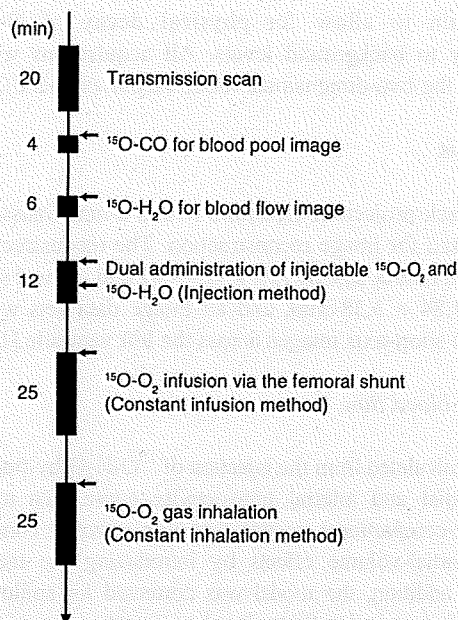 (min)
20 Transmission scan
4 ¹⁵O-CO for blood pool image
6 ¹⁵O-H₂O for blood flow image
12 Dual administration of injectable ¹⁵O-O₂ and
¹⁵O-H₂O (Injection method)
25 ¹⁵O-O₂ infusion via the femoral shunt
(Constant infusion method)
25 ¹⁵O-O₂ gas inhalation
(Constant inhalation method)